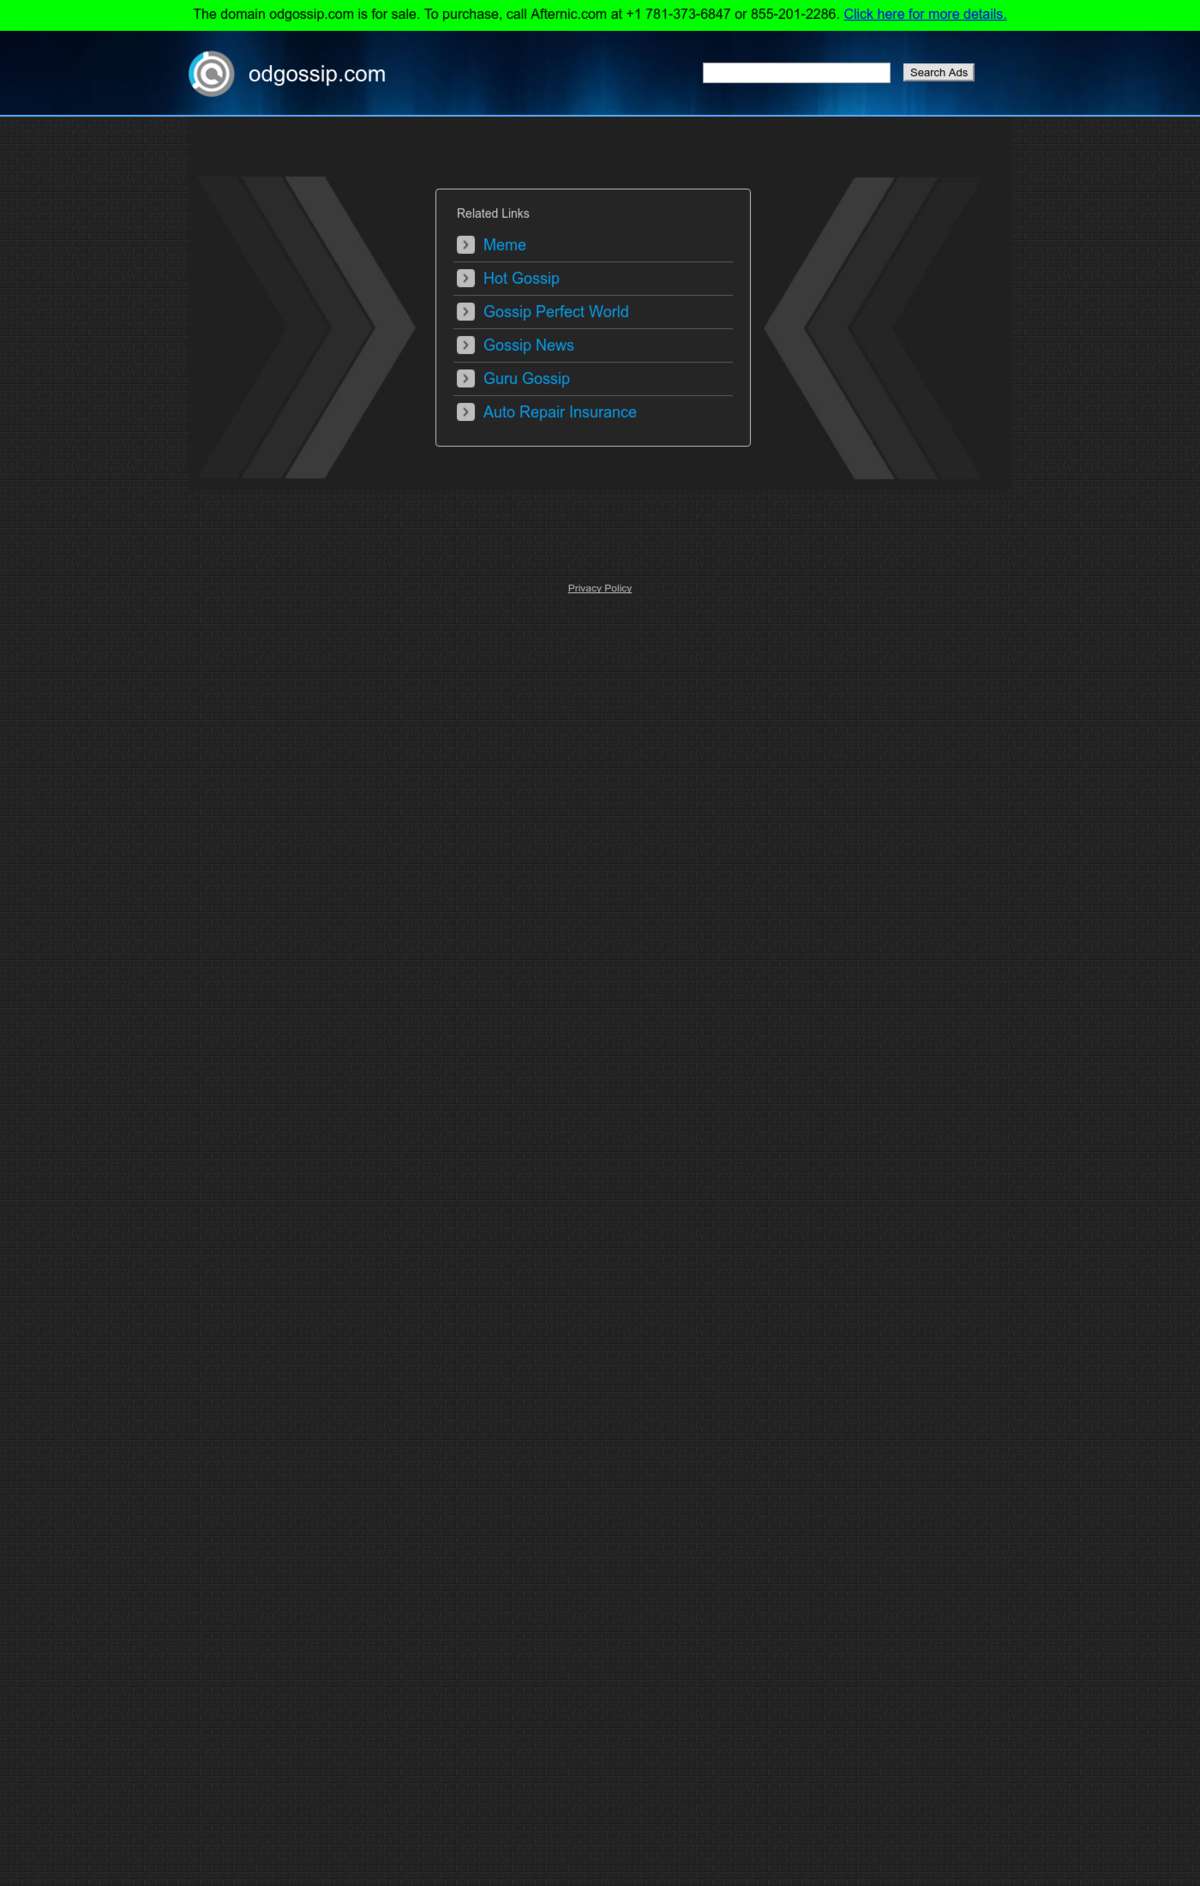 The domain odgossip.com is for sale. To purchase, call Afternic.com at +1 781-373-6847 or 855-201-2286. Click here for more details.
odgossip.com
Search Ads
Related Links
Meme
Hot Gossip
Gossip Perfect World
Gossip News
Guru Gossip
Auto Repair Insurance
Privacy Policy